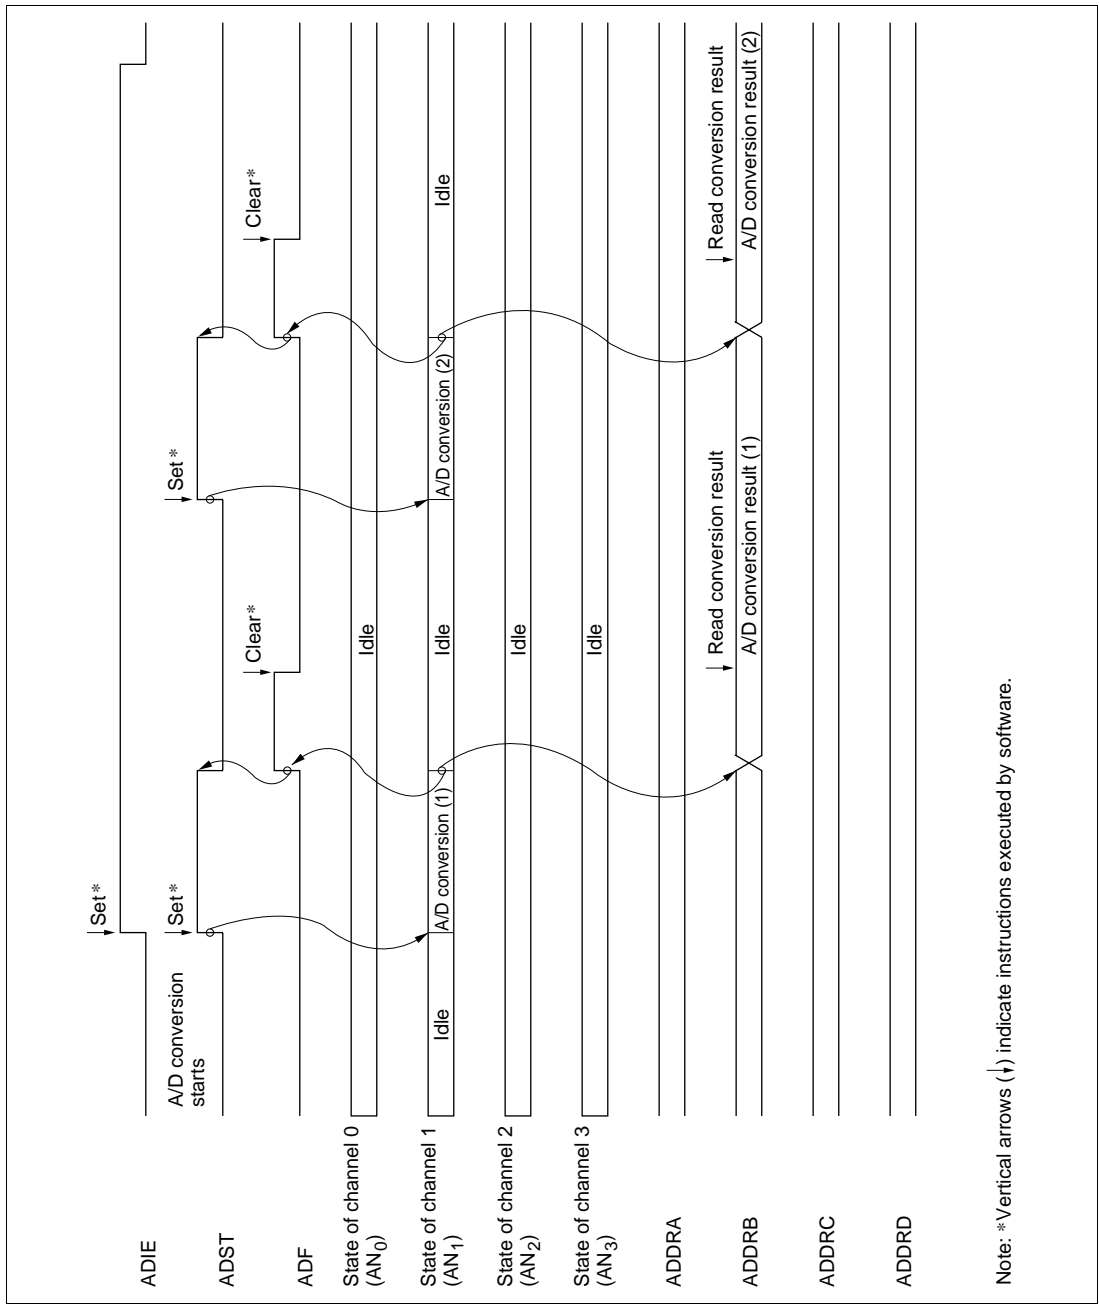 ADIE
Set*
ADST
A/D conversion
starts
Set*
Set*
ADF
Clear*
Clear*
State of channel 0
(AN0)
Idle
State of channel 1
(AN1)
Idle
A/D conversion (1)
Idle
A/D conversion (2)
Idle
State of channel 2
(AN2)
Idle
State of channel 3
(AN3)
Idle
ADDRA
Read conversion result
Read conversion result
ADDRB
A/D conversion result (1)
A/D conversion result (2)
ADDRC
ADDRD
Note: *Vertical arrows (↓) indicate instructions executed by software.